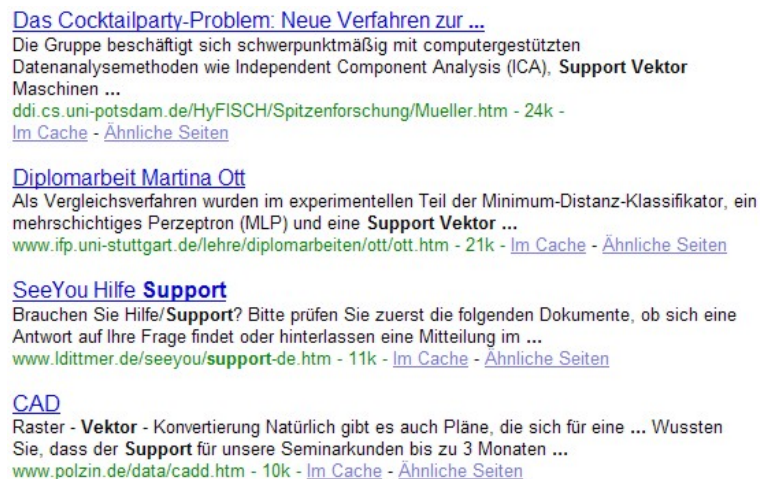 Das Cocktailparty-Problem: Neue Verfahren zur ...
Die Gruppe beschäftigt sich schwerpunktmäßig mit computergestützten
Datenanalysemethoden wie Independent Component Analysis (ICA), Support Vektor
Maschinen ...
ddi.cs.uni-potsdam.de/HyFISCH/Spitzenforschung/Mueller.htm - 24k -
Im Cache - Ähnliche Seiten
Diplomarbeit Martina Ott
Als Vergleichsverfahren wurden im experimentellen Teil der Minimum-Distanz-Klassifikator, ein
mehrschichtiges Perzeptron (MLP) und eine Support Vektor ...
www.ifp.uni-stuttgart.de/lehre/diplomarbeiten/ott/ott.htm - 21k - Im Cache - Ähnliche Seiten
SeeYou Hilfe Support
Brauchen Sie Hilfe/Support? Bitte prüfen Sie zuerst die folgenden Dokumente, ob sich eine
Antwort auf Ihre Frage findet oder hinterlassen eine Mitteilung im ...
www.ldittmer.de/seeyou/support-de.htm - 11k - Im Cache - Ähnliche Seiten
CAD
Raster - Vektor - Konvertierung Natürlich gibt es auch Pläne, die sich für eine ... Wussten
Sie, dass der Support für unsere Seminarkunden bis zu 3 Monaten ...
www.polzin.de/data/cadd.htm - 10k - Im Cache - Ähnliche Seiten